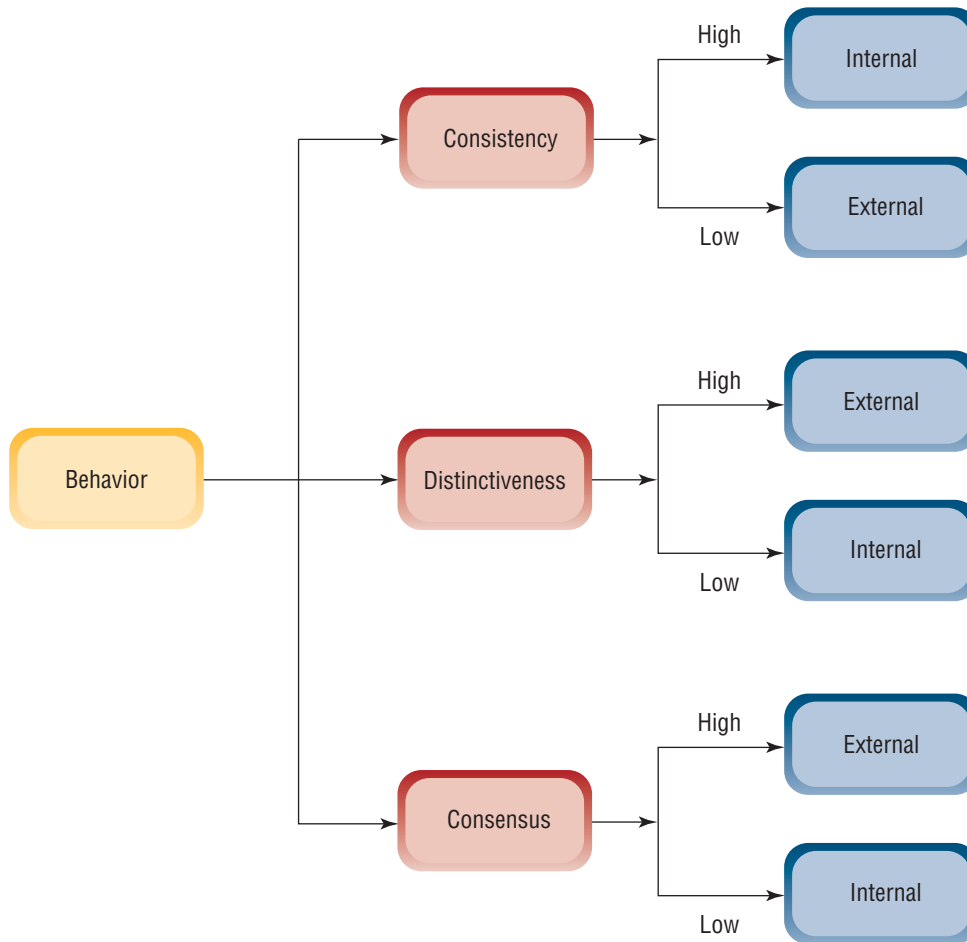 High
Internal
Consistency
External
Low
High
External
Behavior
Distinctiveness
Internal
Low
High
External
Consensus
Internal
Low